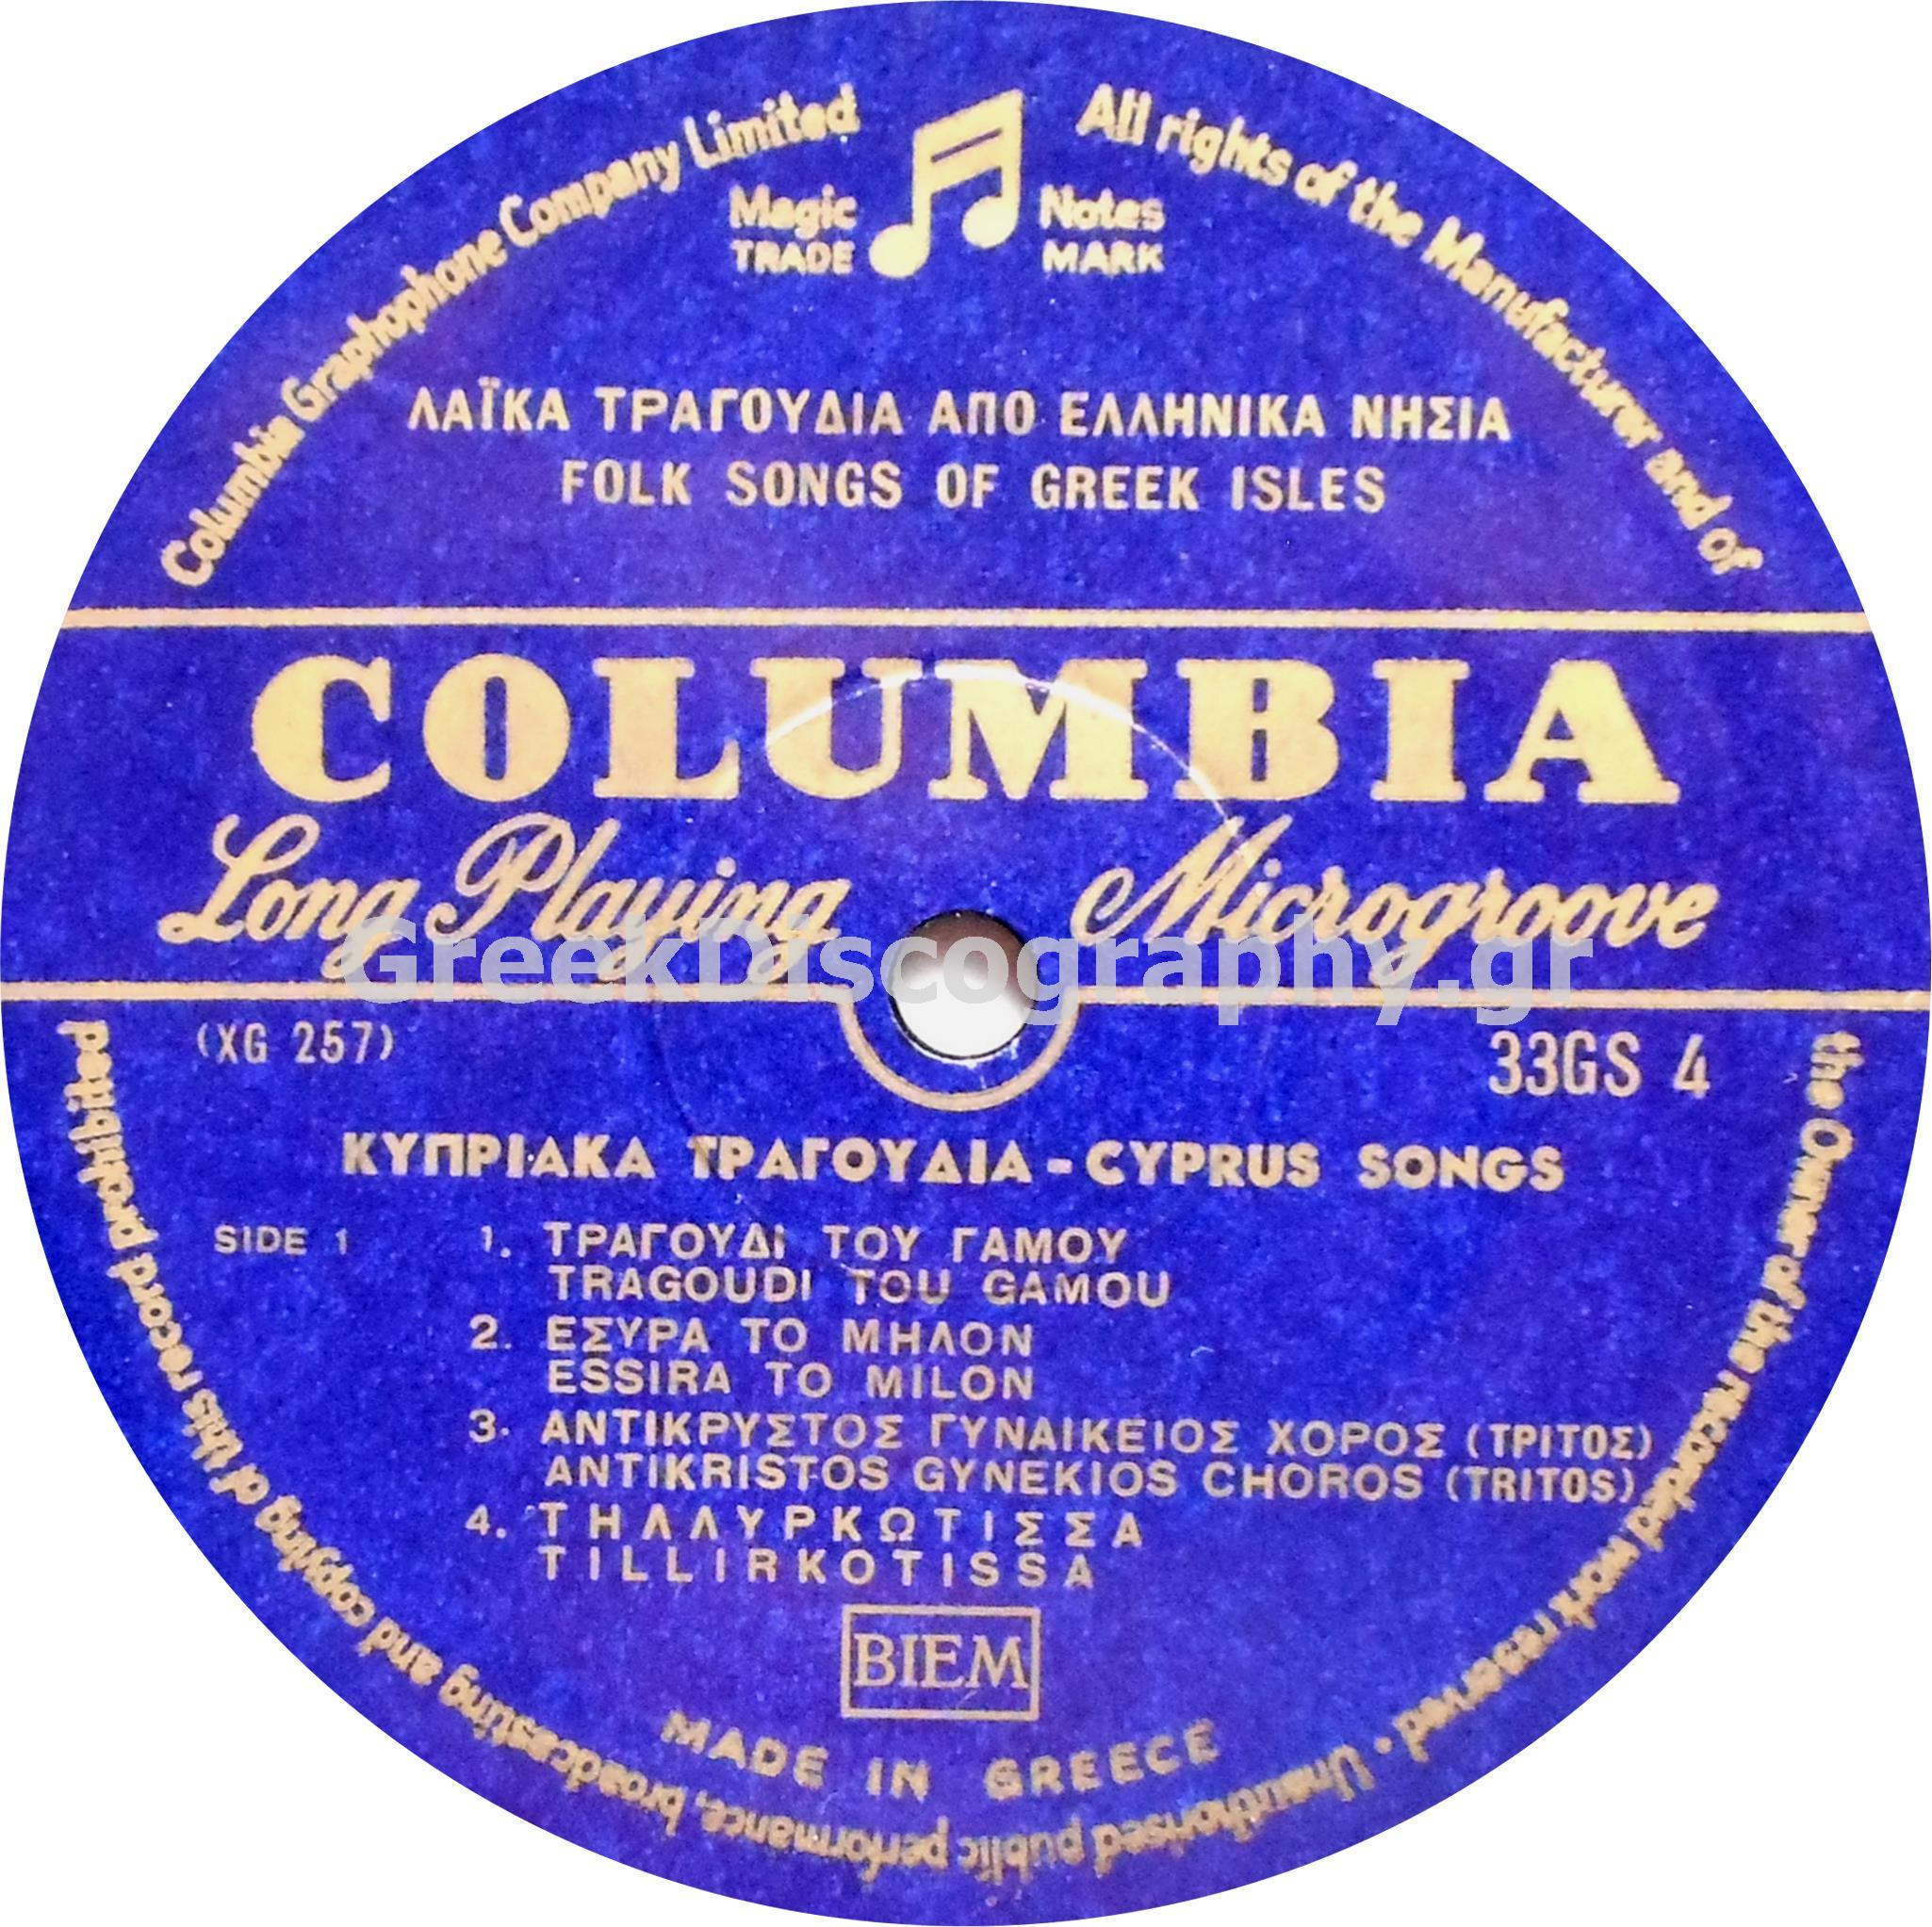 Columbia Graphophone Company Limited
All rights of the Manufacturer and of
the Owner of the recorded work reserved • Unauthorised public performance, broadcasting and copying of this record prohibited
Magic Notes
TRADE MARK
ΛΑΪΚΑ ΤΡΑΓΟΥΔΙΑ ΑΠΟ ΕΛΛΗΝΙΚΑ ΝΗΣΙΑ
FOLK SONGS OF GREEK ISLES
COLUMBIA
Long Playing Microgroove
GreekDiscography.gr
(XG 257)
33GS 4
ΚΥΠΡΙΑΚΑ ΤΡΑΓΟΥΔΙΑ - CYPRUS SONGS
SIDE 1
1. ΤΡΑΓΟΥΔΙ ΤΟΥ ΓΑΜΟΥ
TRAGOUDI TOU GAMOU
2. ΕΣΥΡΑ ΤΟ ΜΗΛΟΝ
ESSIRA TO MILON
3. ΑΝΤΙΚΡΥΣΤΟΣ ΓΥΝΑΙΚΕΙΟΣ ΧΟΡΟΣ (ΤΡΙΤΟΣ)
ANTIKRISTOS GYNEKIOS CHOROS (TRITOS)
4. ΤΗΛΛΥΡΚΩΤΙΣΣΑ
TILLIRKOTISSA
BIEM
MADE IN GREECE